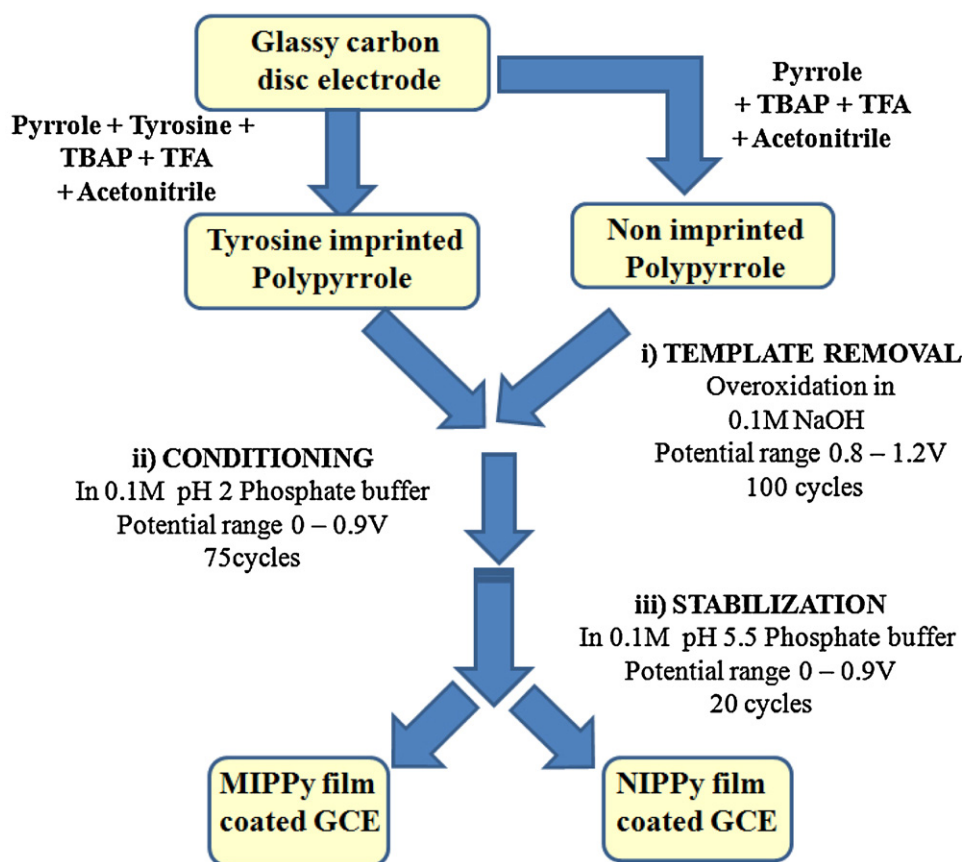 Glassy carbon
disc electrode
Pyrrole + Tyrosine +
TBAP + TFA
+ Acetonitrile
Pyrrole
+ TBAP + TFA
+ Acetonitrile
Tyrosine imprinted
Polypyrrole
Non imprinted
Polypyrrole
i) TEMPLATE REMOVAL
Overoxidation in
0.1M NaOH
Potential range 0.8 – 1.2V
100 cycles
ii) CONDITIONING
In 0.1M pH 2 Phosphate buffer
Potential range 0 – 0.9V
75cycles
iii) STABILIZATION
In 0.1M pH 5.5 Phosphate buffer
Potential range 0 – 0.9V
20 cycles
MIPPy film
coated GCE
NIPPy film
coated GCE